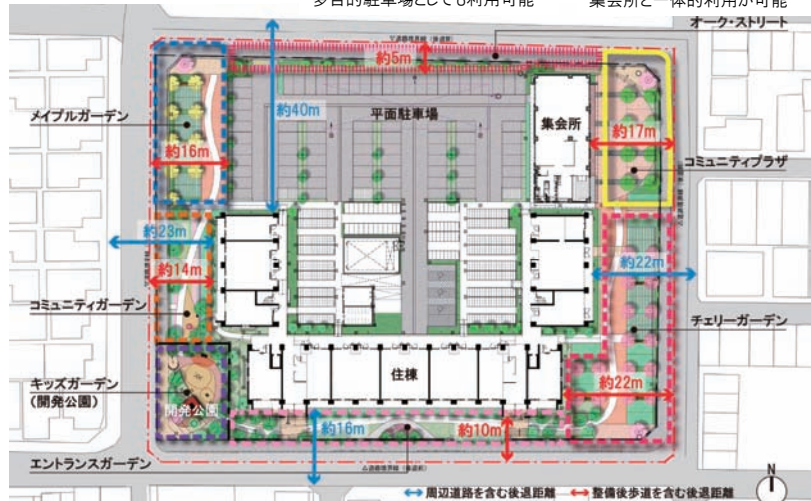 多目的駐車場としても利用可能
集会所と一体的利用が可能
オーク・ストリート
約5m
約40m
平面駐車場
集会所
メイプルガーデン
約16m
約17m
コミュニティプラザ
約23m
約14m
約22m
コミュニティガーデン
チェリーガーデン
キッズガーデン
(開発公園)
開発公園
住棟
約22m
約16m
約10m
エントランスガーデン
周辺道路を含む後退距離
整備後歩道を含む後退距離
N